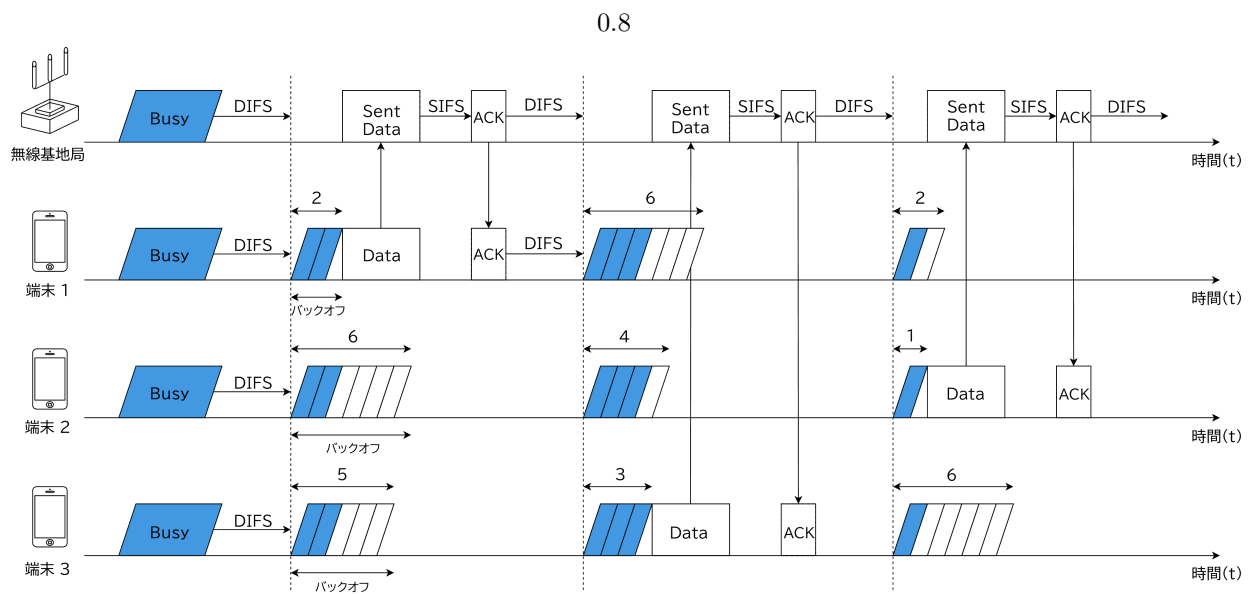 0.8
Busy DIFS Sent Data SIFS ACK DIFS Sent Data SIFS ACK DIFS Sent Data SIFS ACK DIFS
無線基地局
時間(t)
2 6 2
Busy DIFS Data ACK DIFS
端末 1
バックオフ
時間(t)
6 4 1
Busy DIFS Data ACK
端末 2
バックオフ
時間(t)
5 3 6
Busy DIFS Data ACK
端末 3
バックオフ
時間(t)